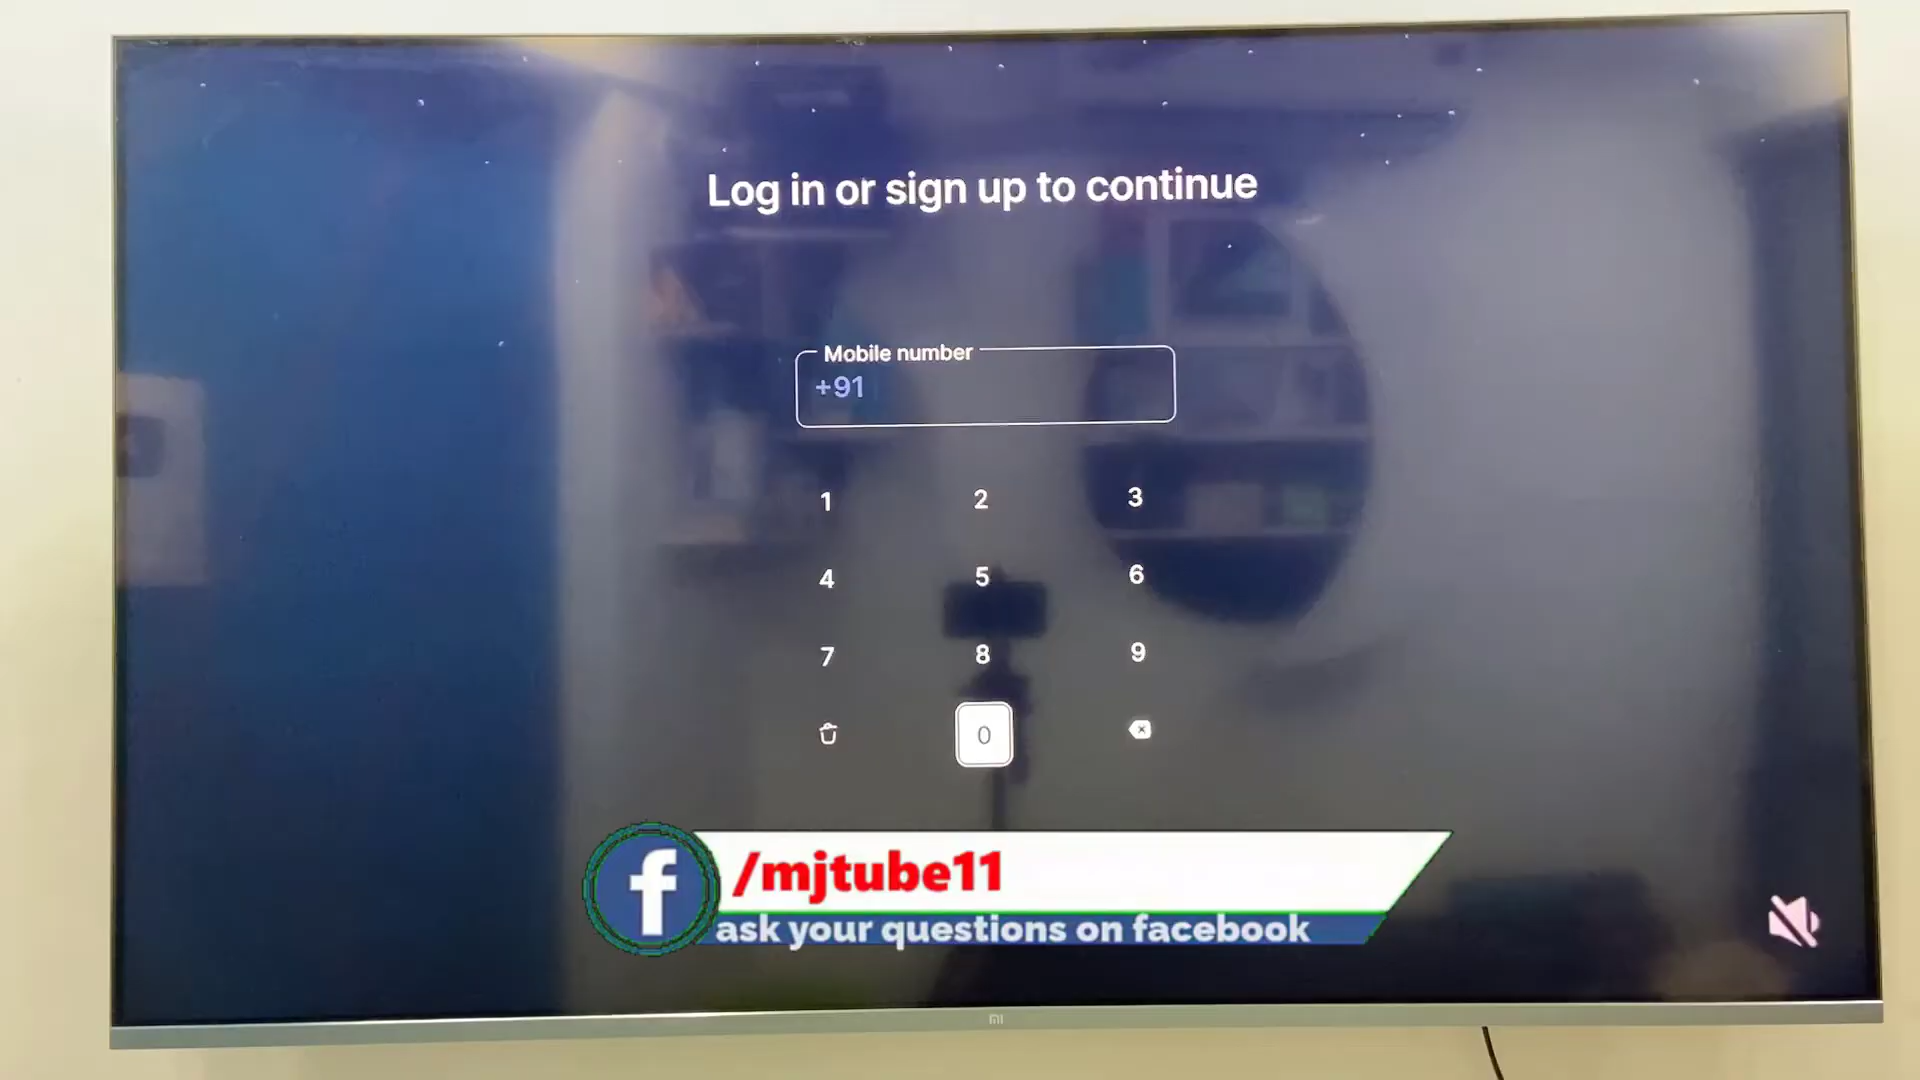 Log in or sign up to continue
Mobile number
+91
1 2 3
4 5 6
7 8 9
0
f /mjtube11
ask your questions on facebook
mi